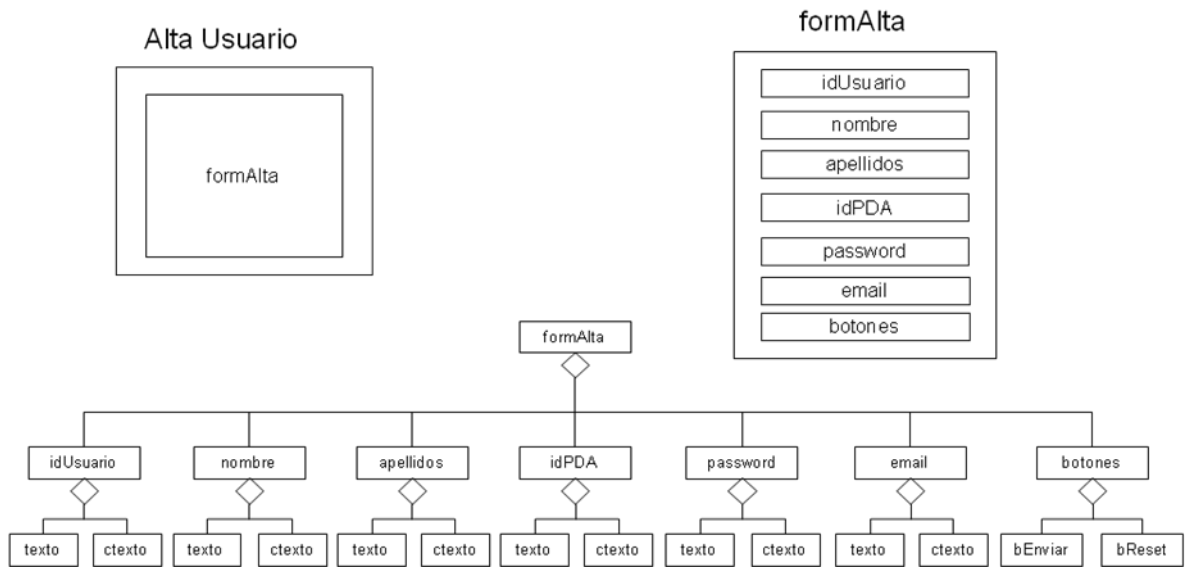 Alta Usuario
formAlta
formAlta
idUsuario
nombre
apellidos
idPDA
password
email
botones
formAlta
idUsuario nombre apellidos idPDA password email botones
texto ctexto texto ctexto texto ctexto texto ctexto texto ctexto texto ctexto bEnviar bReset